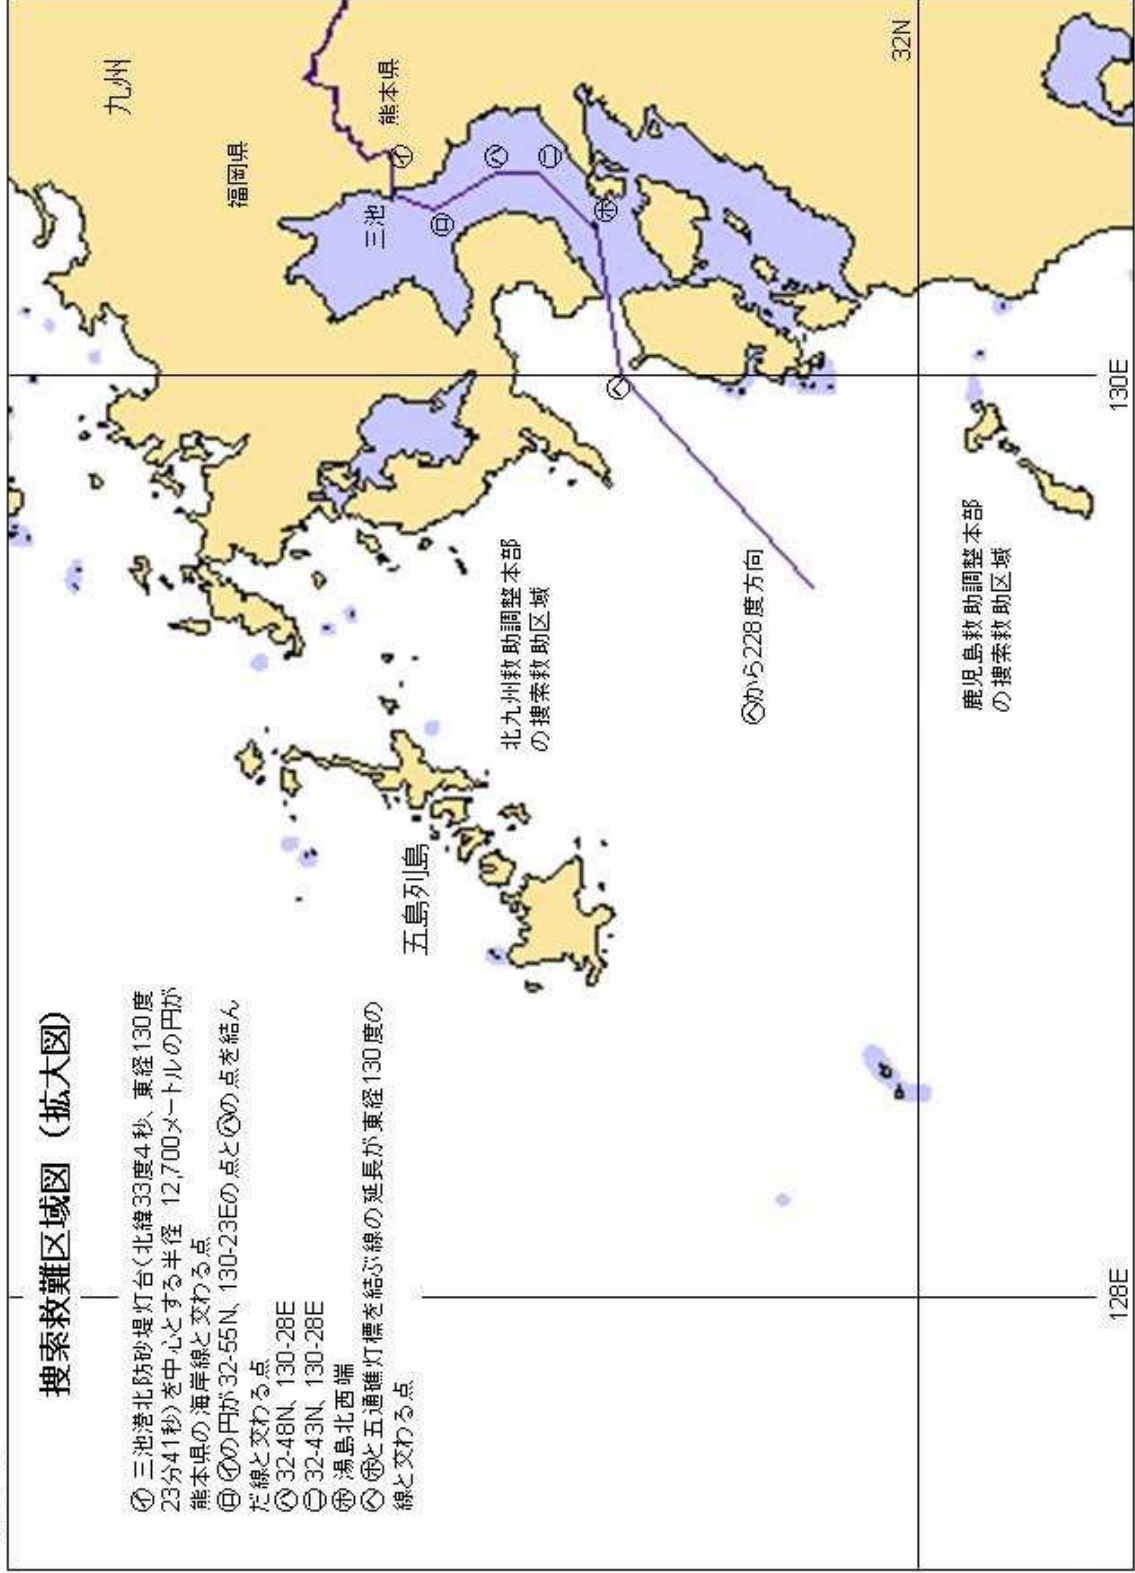 捜索救難区域図（拡大図）
㋑ 三池港北防砂堤灯台（北緯33度4秒、東経130度
23分41秒）を中心とする半径 12,700メートルの円が
熊本県の海岸線と交わる点
㋺ ㋑の円が32-55N、130-23Eの点と㋩の点を結ん
だ線と交わる点
㋩ 32-48N、130-28E
㋥ 32-43N、130-28E
㋭ 湯島北西端
㋬ ㋭と五通礁灯標を結ぶ線の延長が東経130度の
線と交わる点
九州
福岡県
熊本県
三池
㋑
㋺
㋩
㋥
㋭
㋬
五島列島
北九州救助調整本部
の捜索救助区域
㋬から228度方向
鹿児島救助調整本部
の捜索救助区域
32N
130E
128E